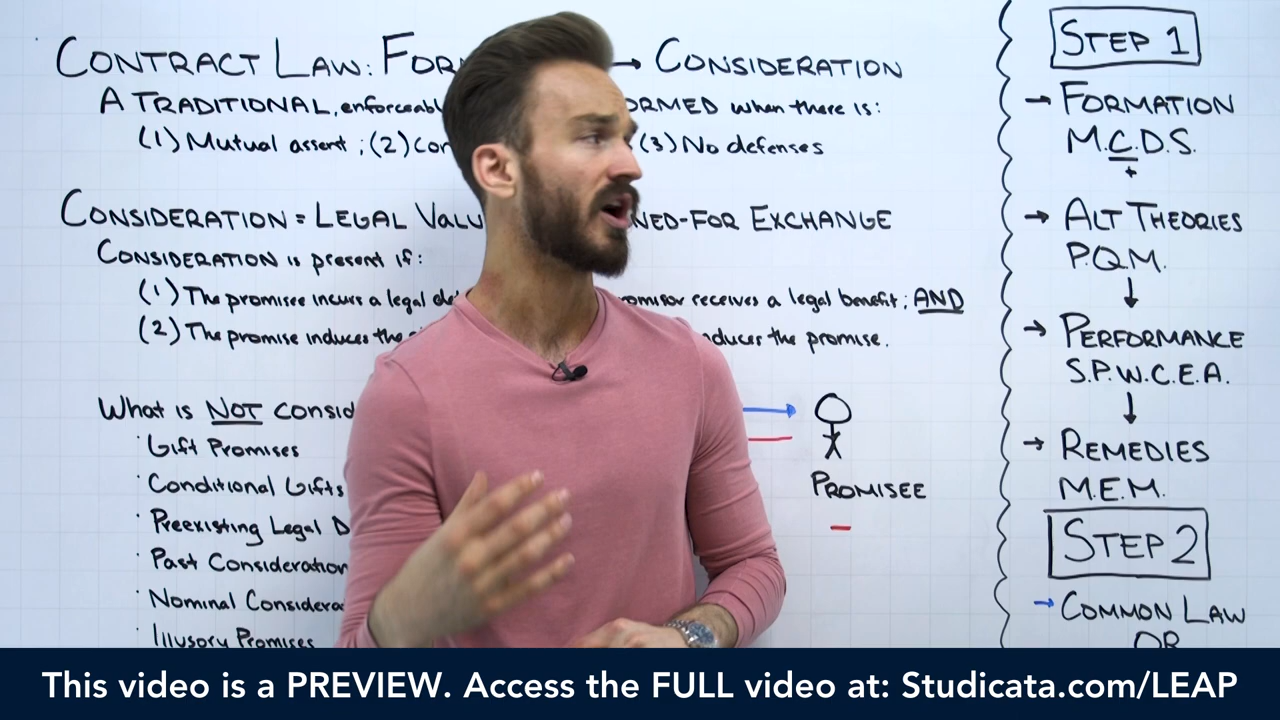 CONTRACT LAW: FOR → CONSIDERATION
A TRADITIONAL, enforceabl ORMED when there is:
(1) Mutual assent ; (2) Con (3) No defenses
CONSIDERATION = LEGAL VALU NED-FOR EXCHANGE
CONSIDERATION is present if:
(1) The promisee incurs a legal de omisor receives a legal benefit ; AND
(2) The promise induces the nduces the promise.
What is NOT consid
· Gift Promises
· Conditional Gifts
· Preexisting Legal D
· Past Consideration
· Nominal Considera
· Illusory Promises
PROMISEE
STEP 1
→ FORMATION
M.C.D.S.
+
→ ALT THEORIES
P.Q.M.
↓
→ PERFORMANCE
S.P.W.C.E.A.
↓
→ REMEDIES
M.E.M.
STEP 2
→ COMMON LAW
OR
This video is a PREVIEW. Access the FULL video at: Studicata.com/LEAP